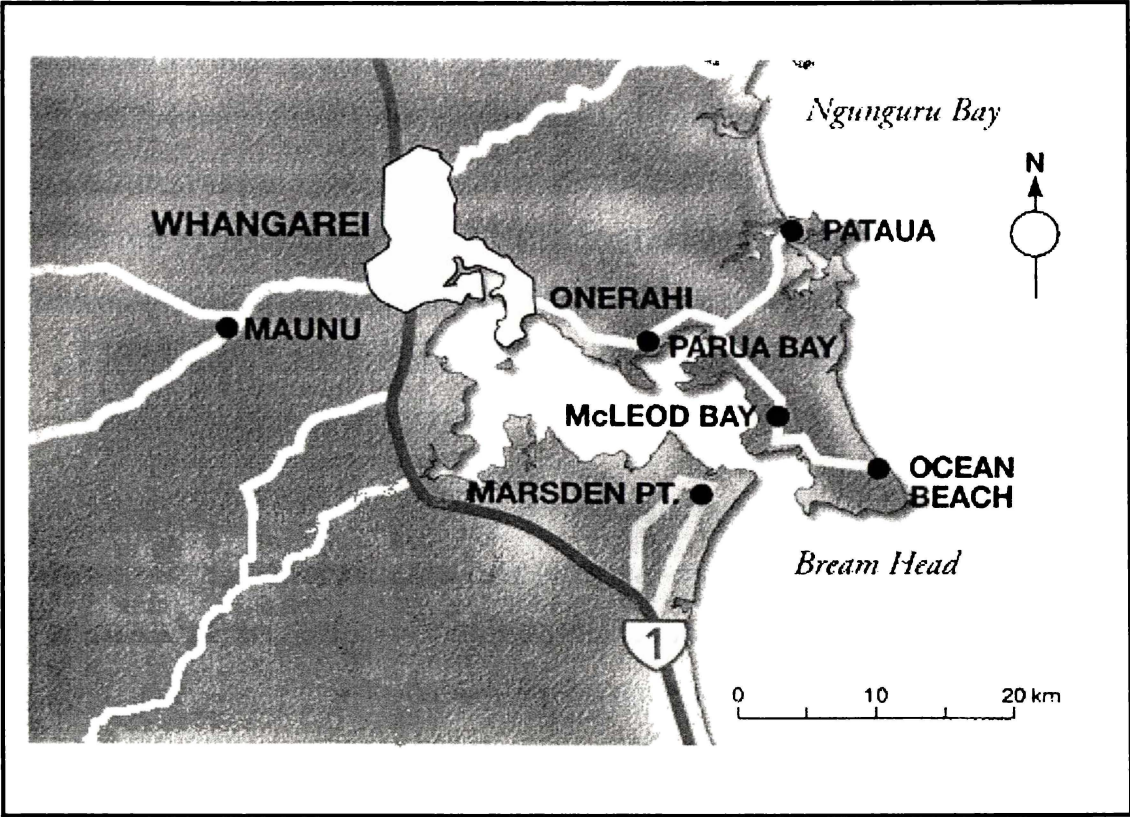 Ngunguru Bay
N
WHANGAREI
PATAUA
ONERAHI
MAUNU
PARUA BAY
McLEOD BAY
OCEAN
BEACH
MARSDEN PT.
Bream Head
1
0 10 20 km